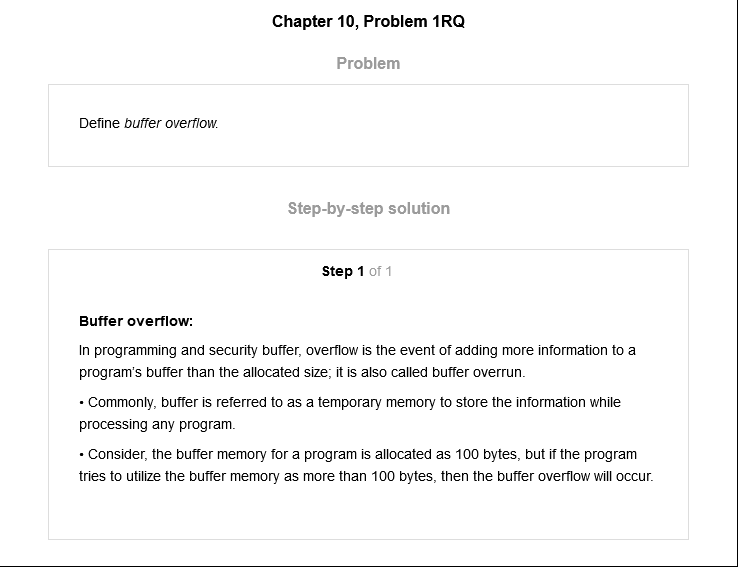 Chapter 10, Problem 1RQ
Problem
Define buffer overflow.
Step-by-step solution
Step 1 of 1
Buffer overflow:
In programming and security buffer, overflow is the event of adding more information to a
program's buffer than the allocated size; it is also called buffer overrun.
• Commonly, buffer is referred to as a temporary memory to store the information while
processing any program.
• Consider, the buffer memory for a program is allocated as 100 bytes, but if the program
tries to utilize the buffer memory as more than 100 bytes, then the buffer overflow will occur.